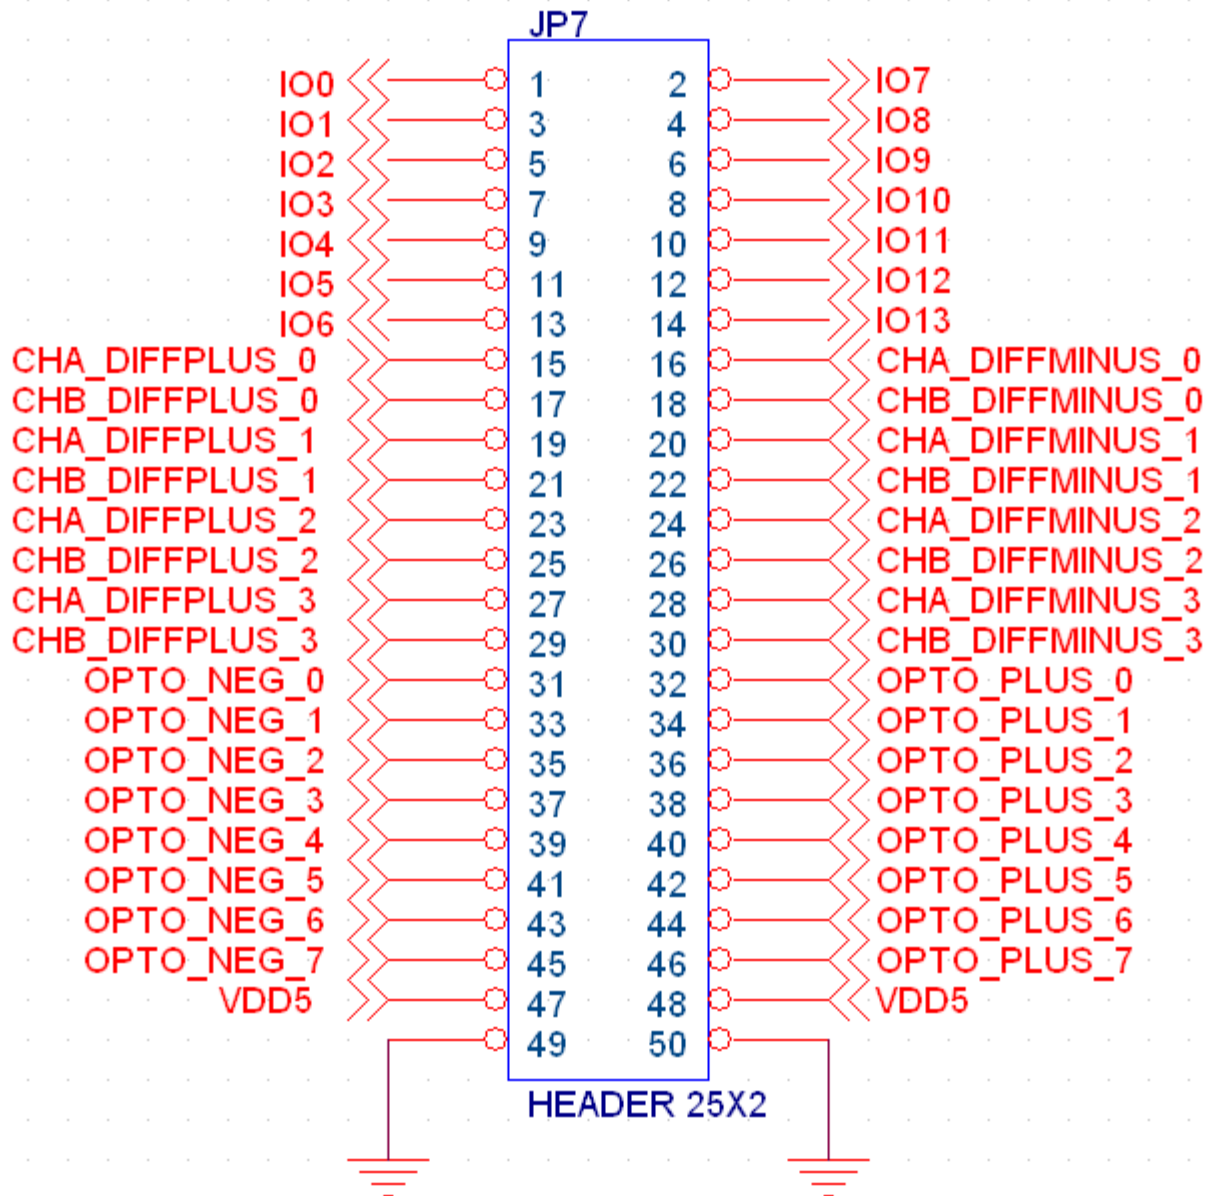 JP7
IO0 1 2 IO7
IO1 3 4 IO8
IO2 5 6 IO9
IO3 7 8 IO10
IO4 9 10 IO11
IO5 11 12 IO12
IO6 13 14 IO13
CHA_DIFFPLUS_0 15 16 CHA_DIFFMINUS_0
CHB_DIFFPLUS_0 17 18 CHB_DIFFMINUS_0
CHA_DIFFPLUS_1 19 20 CHA_DIFFMINUS_1
CHB_DIFFPLUS_1 21 22 CHB_DIFFMINUS_1
CHA_DIFFPLUS_2 23 24 CHA_DIFFMINUS_2
CHB_DIFFPLUS_2 25 26 CHB_DIFFMINUS_2
CHA_DIFFPLUS_3 27 28 CHA_DIFFMINUS_3
CHB_DIFFPLUS_3 29 30 CHB_DIFFMINUS_3
OPTO_NEG_0 31 32 OPTO_PLUS_0
OPTO_NEG_1 33 34 OPTO_PLUS_1
OPTO_NEG_2 35 36 OPTO_PLUS_2
OPTO_NEG_3 37 38 OPTO_PLUS_3
OPTO_NEG_4 39 40 OPTO_PLUS_4
OPTO_NEG_5 41 42 OPTO_PLUS_5
OPTO_NEG_6 43 44 OPTO_PLUS_6
OPTO_NEG_7 45 46 OPTO_PLUS_7
VDD5 47 48 VDD5
49 50
HEADER 25X2